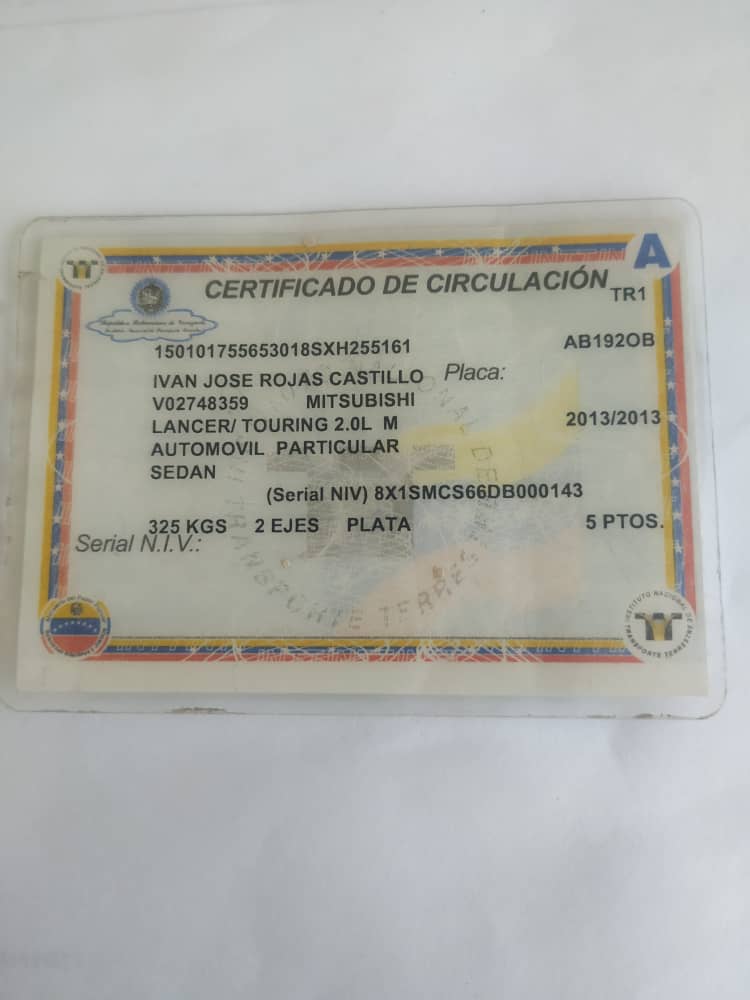 A
CERTIFICADO DE CIRCULACIÓN
TR1
República Bolivariana de Venezuela
150101755653018SXH255161
AB192OB
IVAN JOSE ROJAS CASTILLO Placa:
V02748359 MITSUBISHI
LANCER/ TOURING 2.0L M 2013/2013
AUTOMOVIL PARTICULAR
SEDAN
(Serial NIV) 8X1SMCS66DB000143
325 KGS 2 EJES PLATA 5 PTOS.
Serial N.I.V.:
INSTITUTO NACIONAL DE TRANSPORTE TERRESTRE